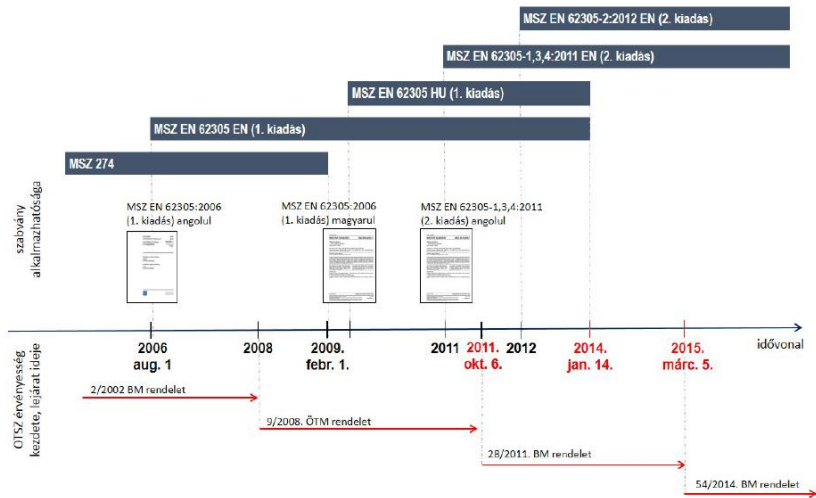 MSZ EN 62305-2:2012 EN (2. kiadás)
MSZ EN 62305-1,3,4:2011 EN (2. kiadás)
MSZ EN 62305 HU (1. kiadás)
MSZ EN 62305 EN (1. kiadás)
MSZ 274
szabvány
alkalmazhatósága
MSZ EN 62305:2006
(1. kiadás) angolul
MSZ EN 62305:2006
(1. kiadás) magyarul
MSZ EN 62305-1,3,4:2011
(2. kiadás) angolul
2006
aug. 1
2008
2009.
febr. 1.
2011
2011.
okt. 6.
2012
2014.
jan. 14.
2015.
márc. 5.
idővonal
OTSZ érvényesség
kezdete, lejárat ideje
2/2002 BM rendelet
9/2008. ÖTM rendelet
28/2011. BM rendelet
54/2014. BM rendelet